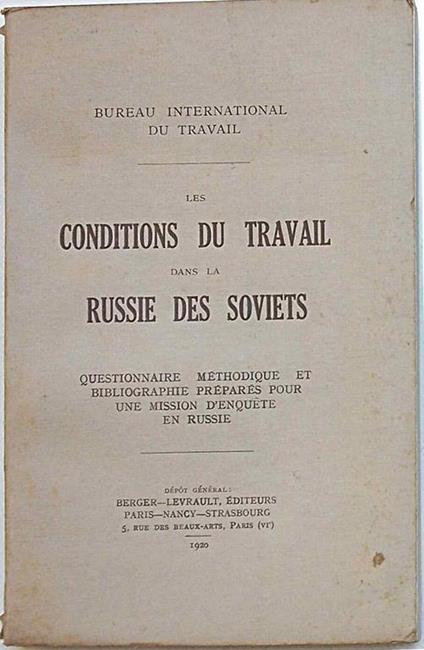 BUREAU INTERNATIONAL
DU TRAVAIL
LES
CONDITIONS DU TRAVAIL
DANS LA
RUSSIE DES SOVIETS
QUESTIONNAIRE MÉTHODIQUE ET
BIBLIOGRAPHIE PRÉPARÉS POUR
UNE MISSION D'ENQUÊTE
EN RUSSIE
DÉPÔT GÉNÉRAL:
BERGER—LEVRAULT, ÉDITEURS
PARIS—NANCY—STRASBOURG
5, RUE DES BEAUX-ARTS, PARIS (VIᵉ)
1920